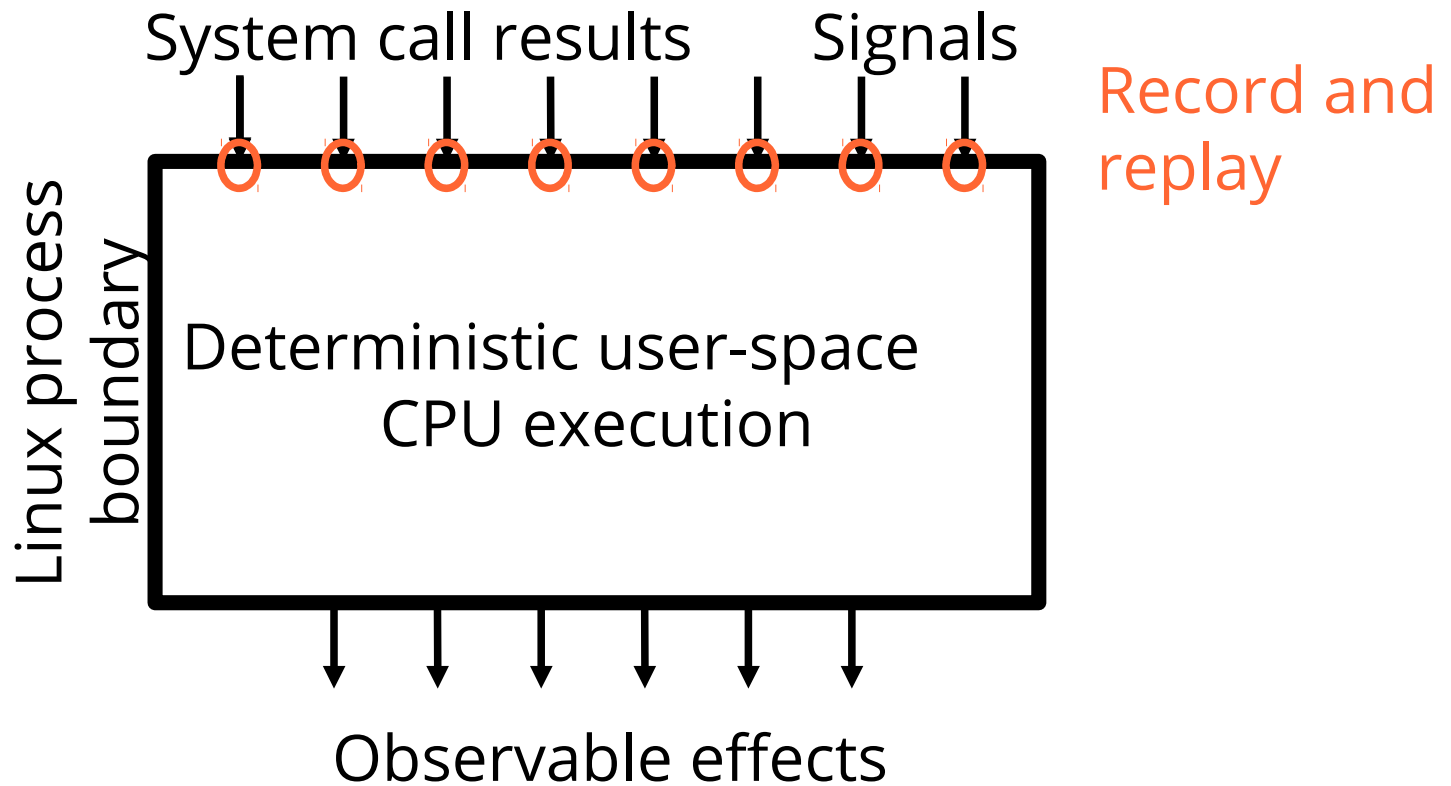 System call results
Signals
Record and
replay
Linux process
boundary
Deterministic user-space
CPU execution
Observable effects